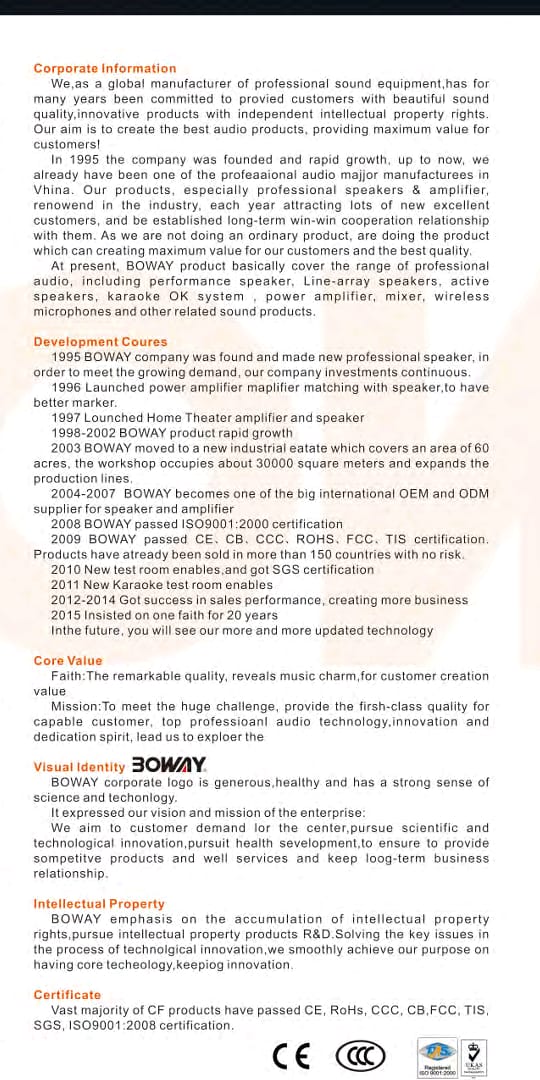 Corporate Information
We,as a global manufacturer of professional sound equipment,has for
many years been committed to provied customers with beautiful sound
quality,innovative products with independent intellectual property rights.
Our aim is to create the best audio products, providing maximum value for
customers!
In 1995 the company was founded and rapid growth, up to now, we
already have been one of the profeaaional audio majjor manufacturees in
Vhina. Our products, especially professional speakers & amplifier,
renowend in the industry, each year attracting lots of new excellent
customers, and be established long-term win-win cooperation relationship
with them. As we are not doing an ordinary product, are doing the product
which can creating maximum value for our customers and the best quality.
At present, BOWAY product basically cover the range of professional
audio, including performance speaker, Line-array speakers, active
speakers, karaoke OK system , power amplifier, mixer, wireless
microphones and other related sound products.
Development Coures
1995 BOWAY company was found and made new professional speaker, in
order to meet the growing demand, our company investments continuous.
1996 Launched power amplifier maplifier matching with speaker,to have
better marker.
1997 Lounched Home Theater amplifier and speaker
1998-2002 BOWAY product rapid growth
2003 BOWAY moved to a new industrial eatate which covers an area of 60
acres, the workshop occupies about 30000 square meters and expands the
production lines.
2004-2007 BOWAY becomes one of the big international OEM and ODM
supplier for speaker and amplifier
2008 BOWAY passed ISO9001:2000 certification
2009 BOWAY passed CE、CB、CCC、ROHS、FCC、TIS certification.
Products have atready been sold in more than 150 countries with no risk.
2010 New test room enables,and got SGS certification
2011 New Karaoke test room enables
2012-2014 Got success in sales performance, creating more business
2015 Insisted on one faith for 20 years
Inthe future, you will see our more and more updated technology
Core Value
Faith:The remarkable quality, reveals music charm,for customer creation
value
Mission:To meet the huge challenge, provide the firsh-class quality for
capable customer, top professioanl audio technology,innovation and
dedication spirit, lead us to exploer the
Visual Identity BOWAY
BOWAY corporate logo is generous,healthy and has a strong sense of
science and techonlogy.
It expressed our vision and mission of the enterprise:
We aim to customer demand lor the center,pursue scientific and
technological innovation,pursuit health sevelopment,to ensure to provide
sompetitve products and well services and keep loog-term business
relationship.
Intellectual Property
BOWAY emphasis on the accumulation of intellectual property
rights,pursue intellectual property products R&D.Solving the key issues in
the process of technolgical innovation,we smoothly achieve our purpose on
having core techeology,keepiog innovation.
Certificate
Vast majority of CF products have passed CE, RoHs, CCC, CB,FCC, TIS,
SGS, ISO9001:2008 certification.
CE CCC
Registered
ISO 9001:2000
UKAS